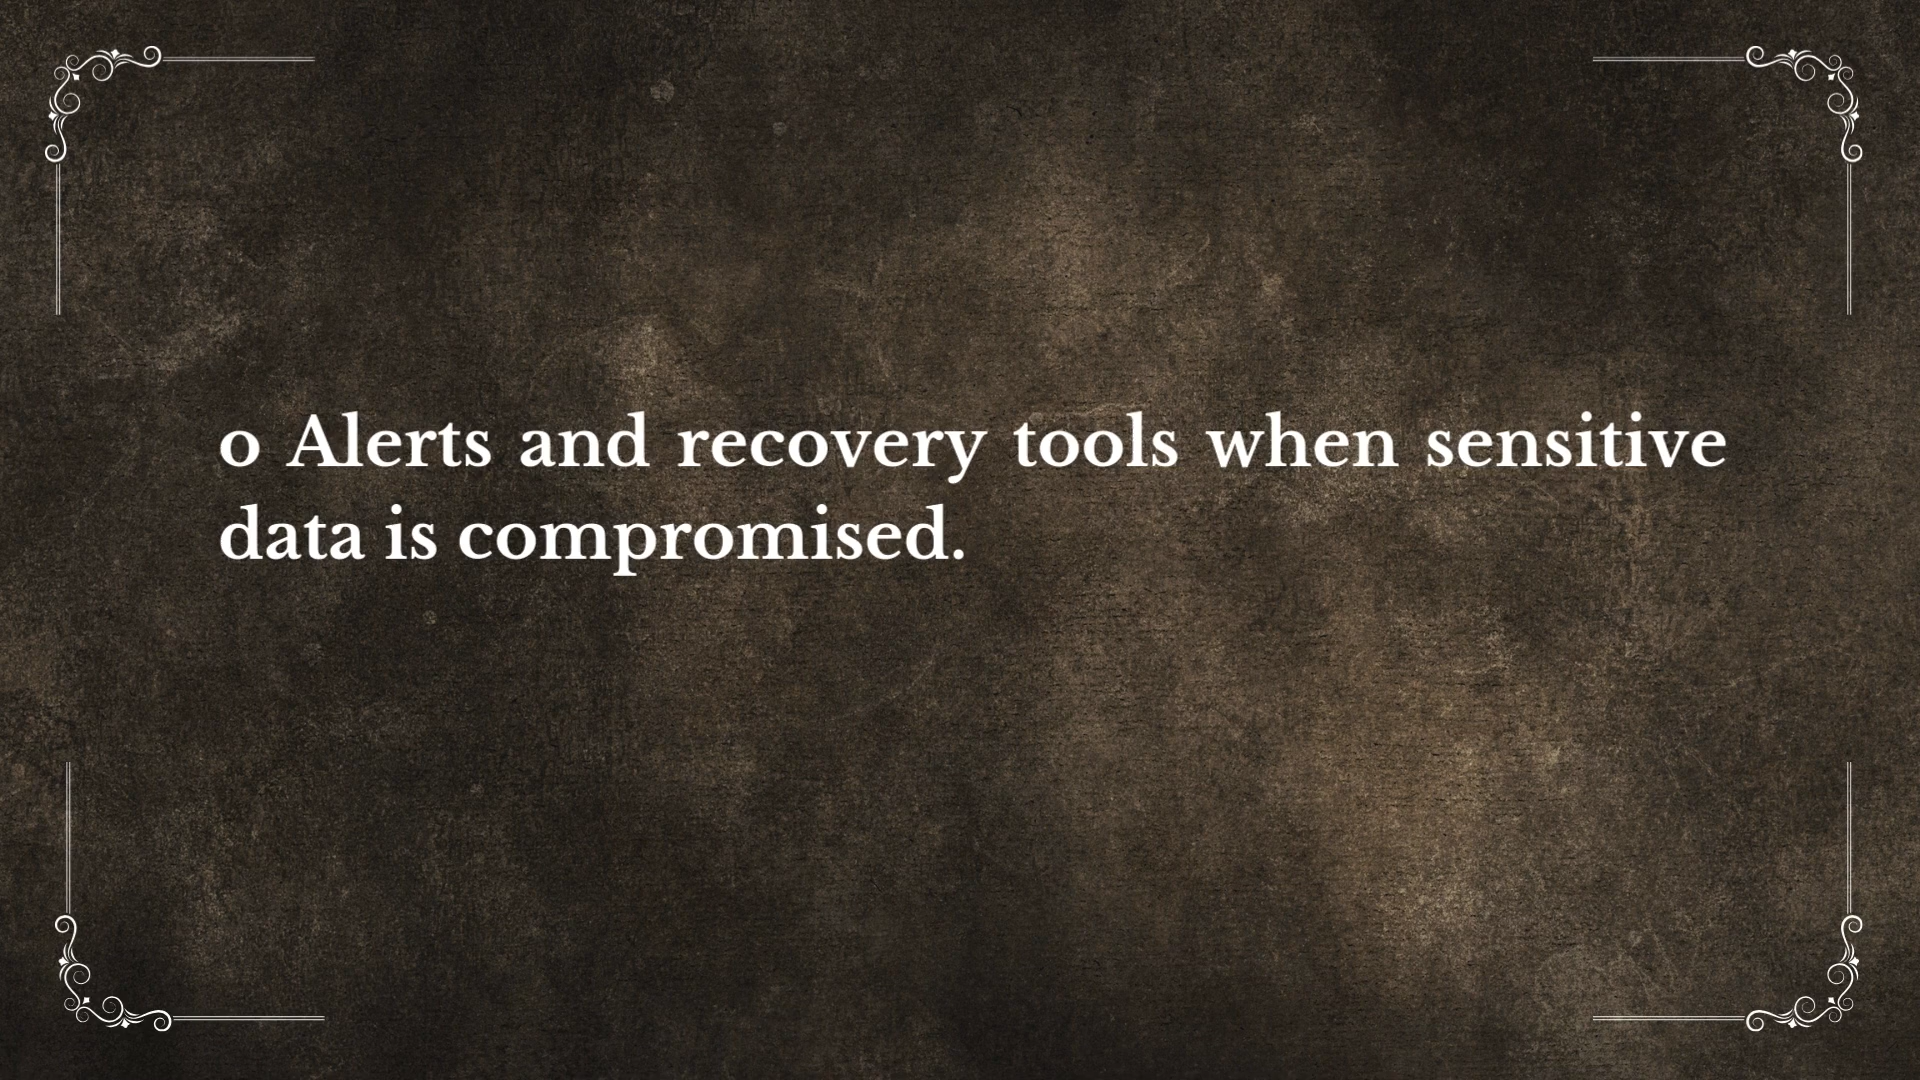 o Alerts and recovery tools when sensitive
data is compromised.